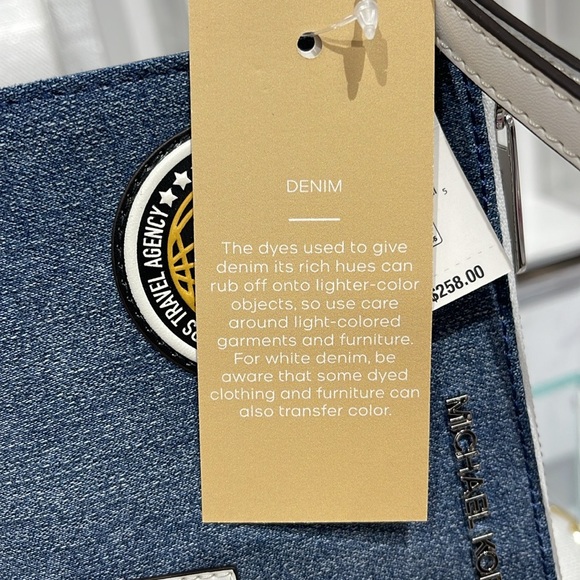 DENIM
The dyes used to give
denim its rich hues can
rub off onto lighter-color
objects, so use care
around light-colored
garments and furniture.
For white denim, be
aware that some dyed
clothing and furniture can
also transfer color.
TRAVEL AGENCY
$258.00
MICHAEL KO